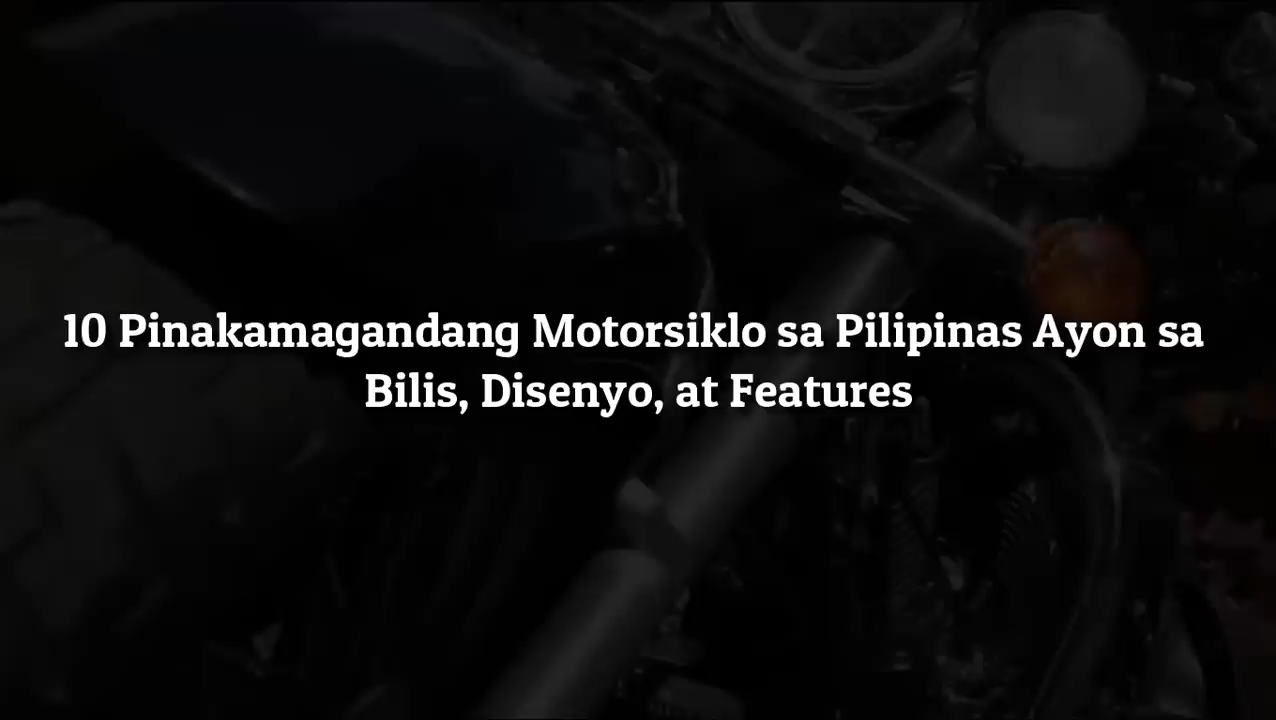 10 Pinakamagandang Motorsiklo sa Pilipinas Ayon sa
Bilis, Disenyo, at Features